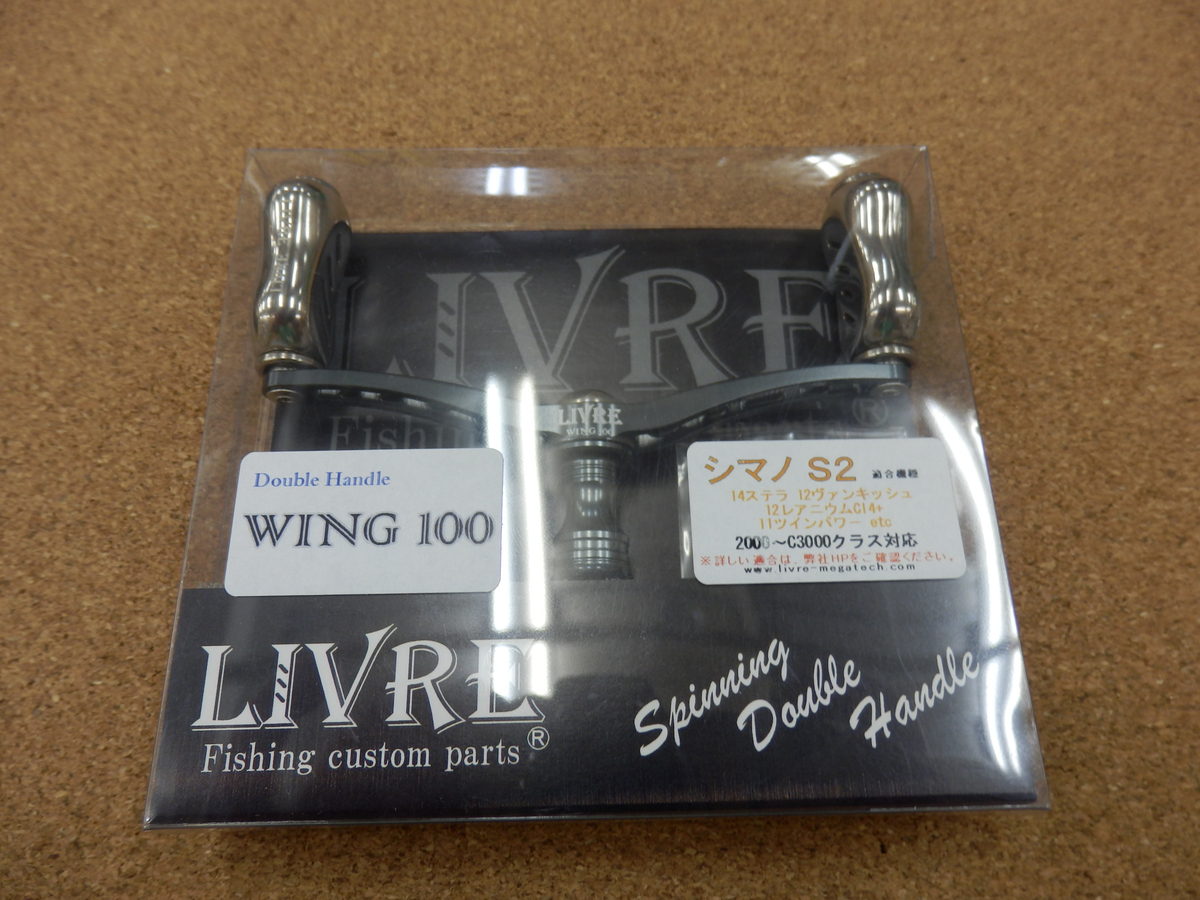 LIVRE
Fishing
LIVRE
WING 100
Double Handle
WING 100
シマノ S2 適合機種
14ステラ 12ヴァンキッシュ
12レアニウムCI4+
11ツインパワー etc
2000～C3000クラス対応
※詳しい適合は、弊社HPをご確認ください。
www.livre-megatech.com
LIVRE
Fishing custom parts®
Spinning
Double
Handle